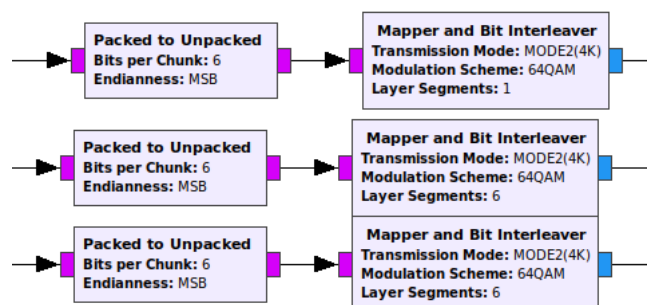 Packed to Unpacked
Bits per Chunk: 6
Endianness: MSB
Mapper and Bit Interleaver
Transmission Mode: MODE2(4K)
Modulation Scheme: 64QAM
Layer Segments: 1
Packed to Unpacked
Bits per Chunk: 6
Endianness: MSB
Mapper and Bit Interleaver
Transmission Mode: MODE2(4K)
Modulation Scheme: 64QAM
Layer Segments: 6
Packed to Unpacked
Bits per Chunk: 6
Endianness: MSB
Mapper and Bit Interleaver
Transmission Mode: MODE2(4K)
Modulation Scheme: 64QAM
Layer Segments: 6